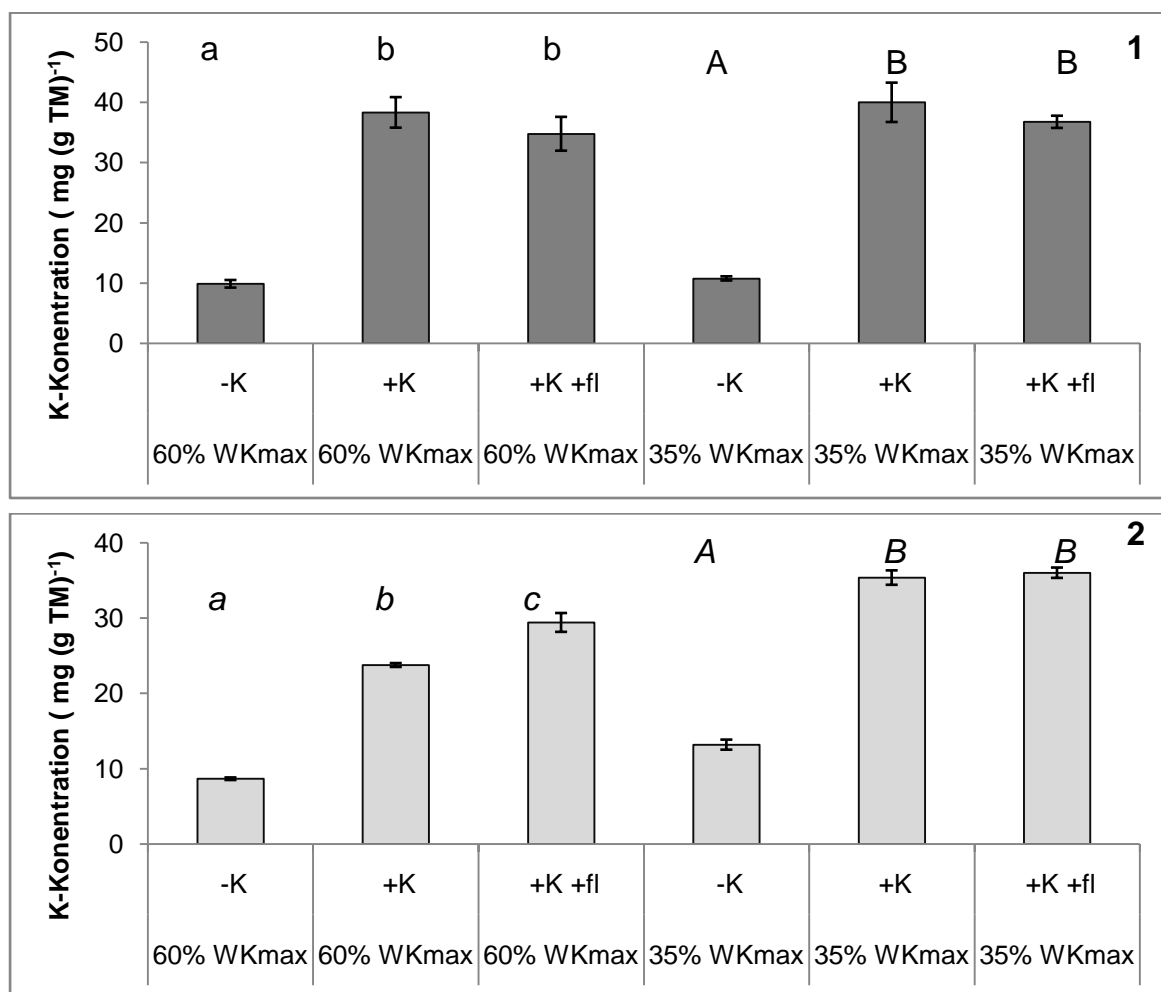 1
K-Konentration ( mg (g TM)-1)
50
40
30
20
10
0
a b b A B B
-K +K +K +fl -K +K +K +fl
60% WKmax 60% WKmax 60% WKmax 35% WKmax 35% WKmax 35% WKmax
2
K-Konentration ( mg (g TM)-1)
40
30
20
10
0
a b c A B B
-K +K +K +fl -K +K +K +fl
60% WKmax 60% WKmax 60% WKmax 35% WKmax 35% WKmax 35% WKmax